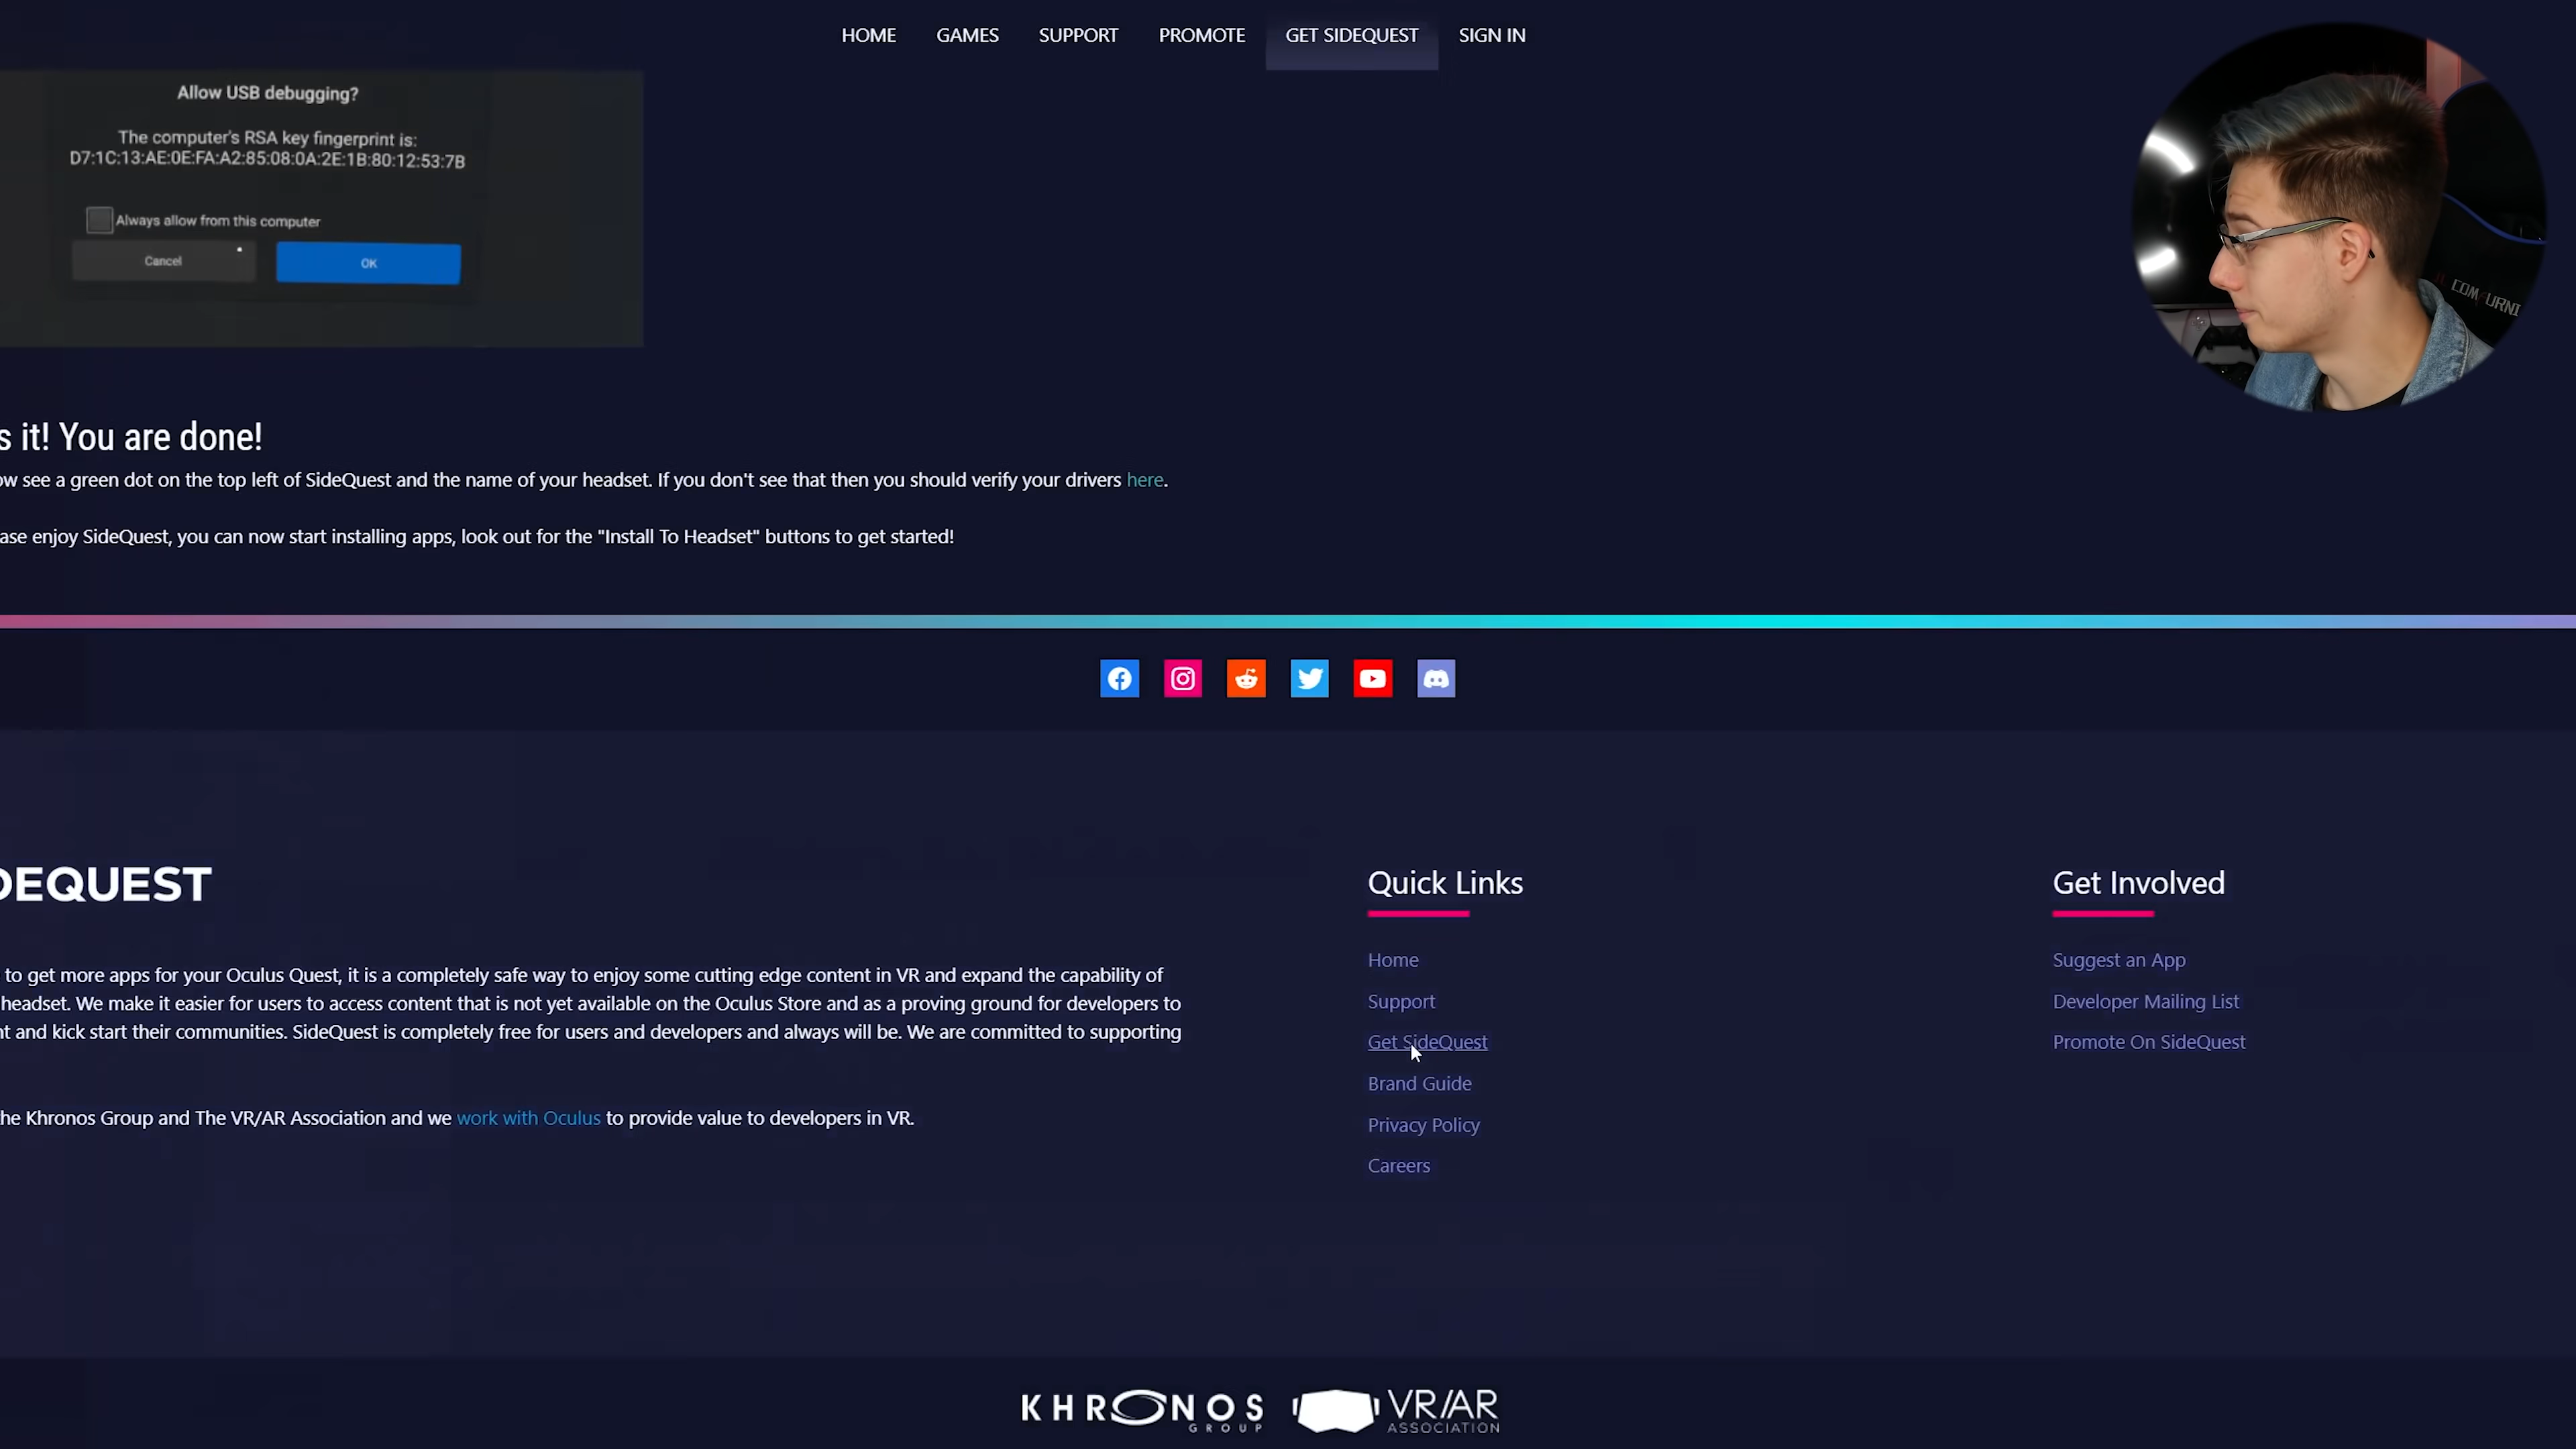 HOME GAMES SUPPORT PROMOTE GET SIDEQUEST SIGN IN
Allow USB debugging?
The computer's RSA key fingerprint is:
D7:1C:13:AE:0E:FA:A2:85:08:0A:2E:1B:80:12:53:7B
Always allow from this computer
Cancel OK
s it! You are done!
ow see a green dot on the top left of SideQuest and the name of your headset. If you don't see that then you should verify your drivers here.
ase enjoy SideQuest, you can now start installing apps, look out for the "Install To Headset" buttons to get started!
DEQUEST
to get more apps for your Oculus Quest, it is a completely safe way to enjoy some cutting edge content in VR and expand the capability of
headset. We make it easier for users to access content that is not yet available on the Oculus Store and as a proving ground for developers to
nt and kick start their communities. SideQuest is completely free for users and developers and always will be. We are committed to supporting
he Khronos Group and The VR/AR Association and we work with Oculus to provide value to developers in VR.
Quick Links
Home
Support
Get SideQuest
Brand Guide
Privacy Policy
Careers
Get Involved
Suggest an App
Developer Mailing List
Promote On SideQuest
KHRONOS
GROUP
VR/AR
ASSOCIATION